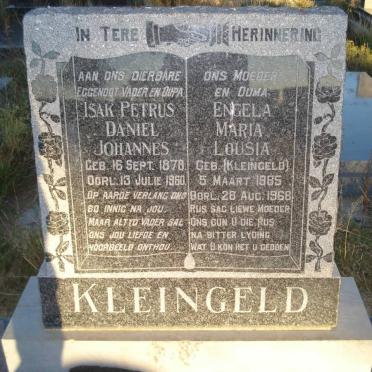 IN TERE HERINNERING
AAN ONS DIERBARE
EGGENOOT VADER EN OUPA
ISAK PETRUS
DANIEL
JOHANNES
GEB. 16 SEPT. 1878
OORL. 13 JULIE 1960
OP AARDE VERLANG ONS
SO INNIG NA JOU.
MAAR ALTYD VADER SAL
ONS JOU LIEFDE EN
VOORBEELD ONTHOU.
ONS MOEDER
EN OUMA
ENGELA
MARIA
LOUSIA
GEB. (KLEINGELD)
5 MAART 1885
OORL. 28 AUG. 1968
RUS SAG LIEWE MOEDER
ONS GUN U DIE RUS
NA BITTER LYDING
WAT U KON HET U GEDOEN
KLEINGELD